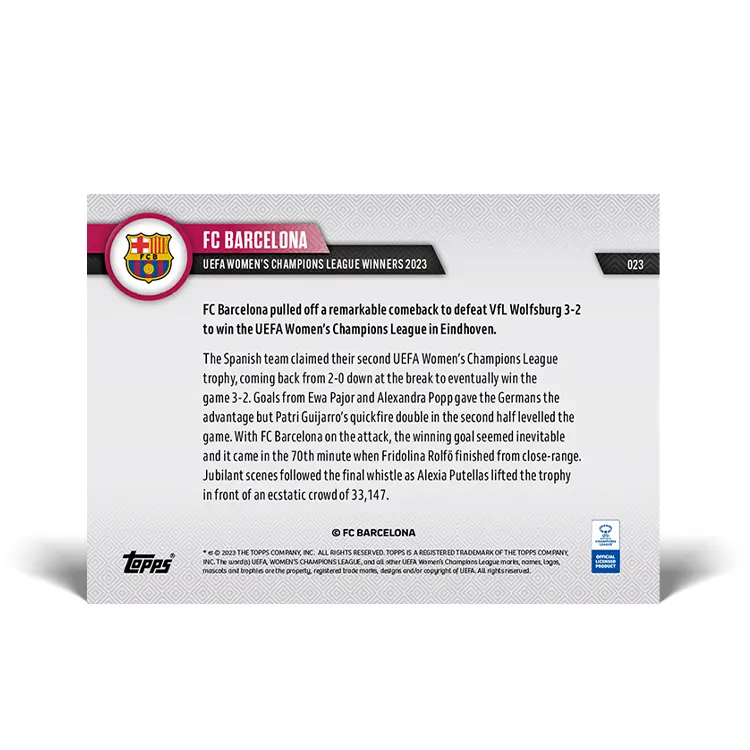 FCB
FC BARCELONA
UEFA WOMEN'S CHAMPIONS LEAGUE WINNERS 2023
023
FC Barcelona pulled off a remarkable comeback to defeat VfL Wolfsburg 3-2
to win the UEFA Women's Champions League in Eindhoven.
The Spanish team claimed their second UEFA Women's Champions League
trophy, coming back from 2-0 down at the break to eventually win the
game 3-2. Goals from Ewa Pajor and Alexandra Popp gave the Germans the
advantage but Patri Guijarro's quickfire double in the second half levelled the
game. With FC Barcelona on the attack, the winning goal seemed inevitable
and it came in the 70th minute when Fridolina Rolfö finished from close-range.
Jubilant scenes followed the final whistle as Alexia Putellas lifted the trophy
in front of an ecstatic crowd of 33,147.
© FC BARCELONA
topps®
* ® © 2023 THE TOPPS COMPANY, INC. ALL RIGHTS RESERVED. TOPPS IS A REGISTERED TRADEMARK OF THE TOPPS COMPANY,
INC. The word(s) UEFA, WOMEN'S CHAMPIONS LEAGUE, and all other UEFA Women's Champions League marks, names, logos,
mascots and trophies are the property, registered trade marks, designs and/or copyright of UEFA. All rights reserved.
CHAMPIONS
LEAGUE
OFFICIAL
LICENSED
PRODUCT